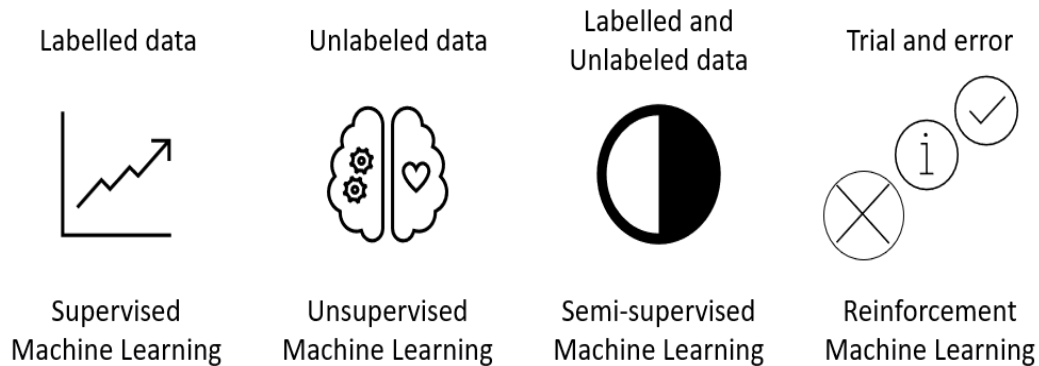 Labelled data
Unlabeled data
Labelled and
Unlabeled data
Trial and error
i
Supervised
Machine Learning
Unsupervised
Machine Learning
Semi-supervised
Machine Learning
Reinforcement
Machine Learning